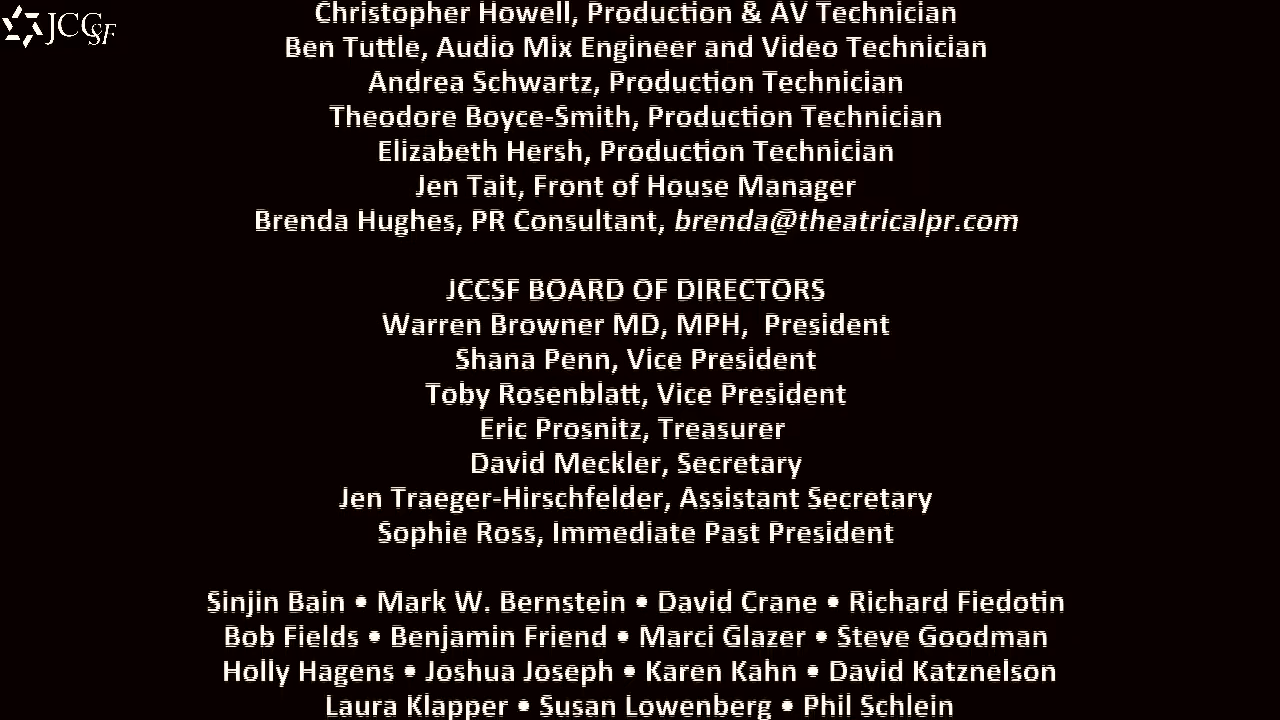 JCCSF
Christopher Howell, Production & AV Technician
Ben Tuttle, Audio Mix Engineer and Video Technician
Andrea Schwartz, Production Technician
Theodore Boyce-Smith, Production Technician
Elizabeth Hersh, Production Technician
Jen Tait, Front of House Manager
Brenda Hughes, PR Consultant, brenda@theatricalpr.com
JCCSF BOARD OF DIRECTORS
Warren Browner MD, MPH,  President
Shana Penn, Vice President
Toby Rosenblatt, Vice President
Eric Prosnitz, Treasurer
David Meckler, Secretary
Jen Traeger-Hirschfelder, Assistant Secretary
Sophie Ross, Immediate Past President
Sinjin Bain • Mark W. Bernstein • David Crane • Richard Fiedotin
Bob Fields • Benjamin Friend • Marci Glazer • Steve Goodman
Holly Hagens • Joshua Joseph • Karen Kahn • David Katznelson
Laura Klapper • Susan Lowenberg • Phil Schlein